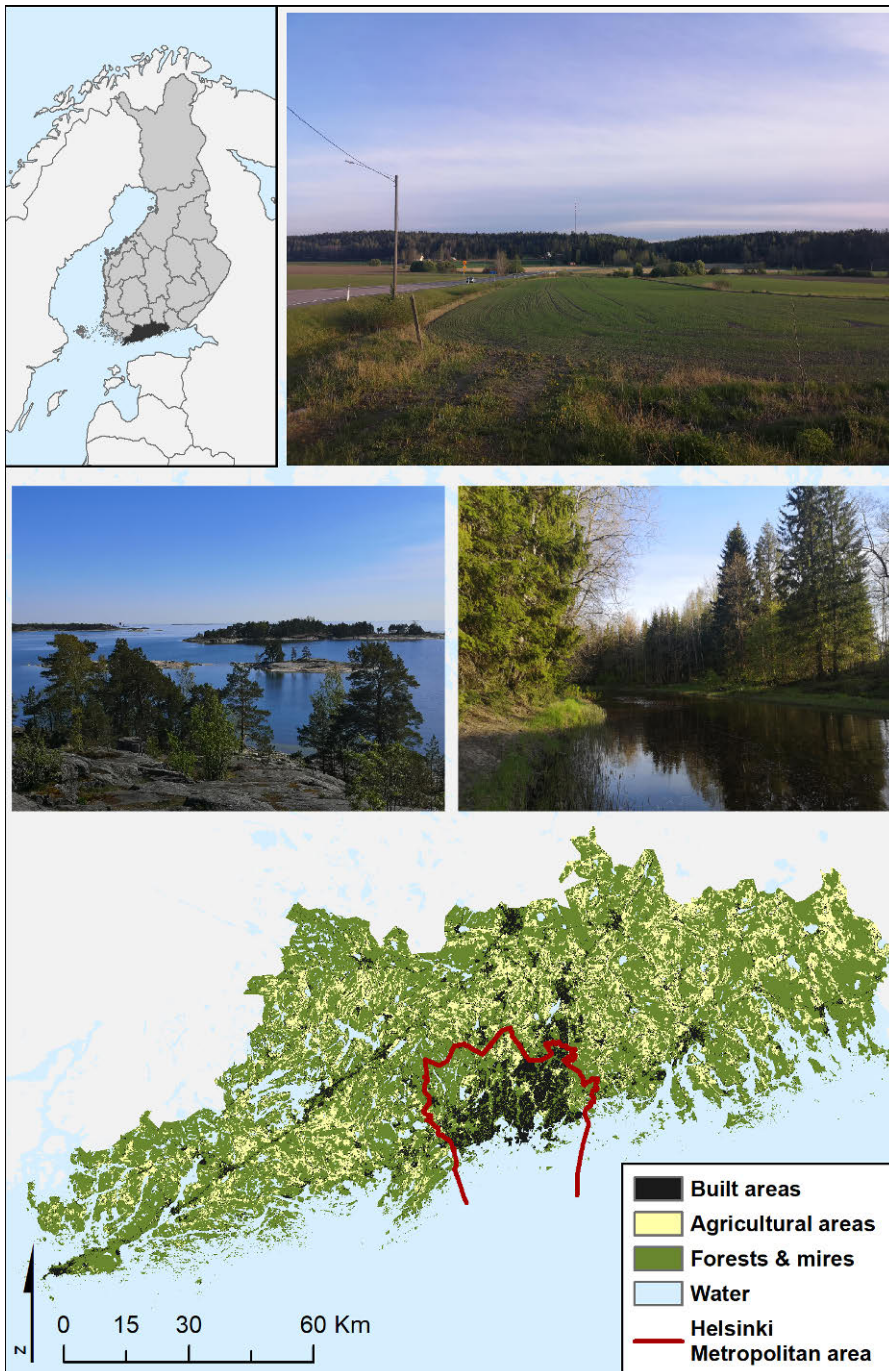 Built areas
Agricultural areas
Forests & mires
Water
Helsinki
Metropolitan area
N
0 15 30 60 Km